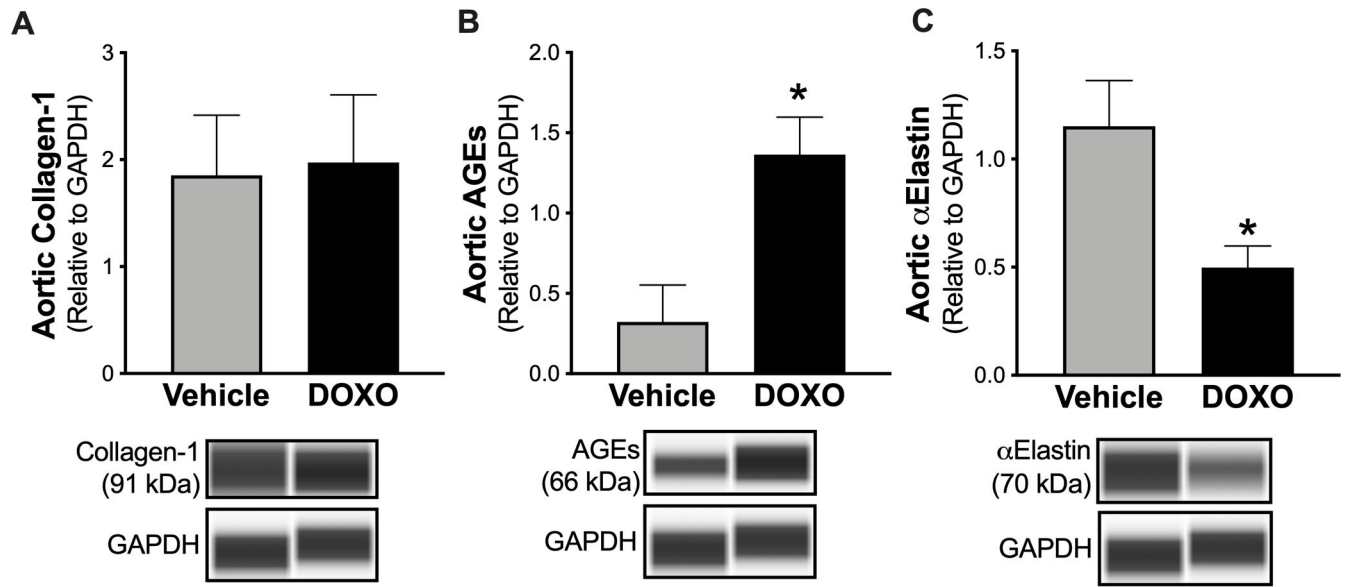 A
Aortic Collagen-1
(Relative to GAPDH)
3
2
1
0
Vehicle DOXO
Collagen-1
(91 kDa)
GAPDH
B
Aortic AGEs
(Relative to GAPDH)
2.0
1.5
1.0
0.5
0.0
*
Vehicle DOXO
AGEs
(66 kDa)
GAPDH
C
Aortic αElastin
(Relative to GAPDH)
1.5
1.0
0.5
0.0
*
Vehicle DOXO
αElastin
(70 kDa)
GAPDH